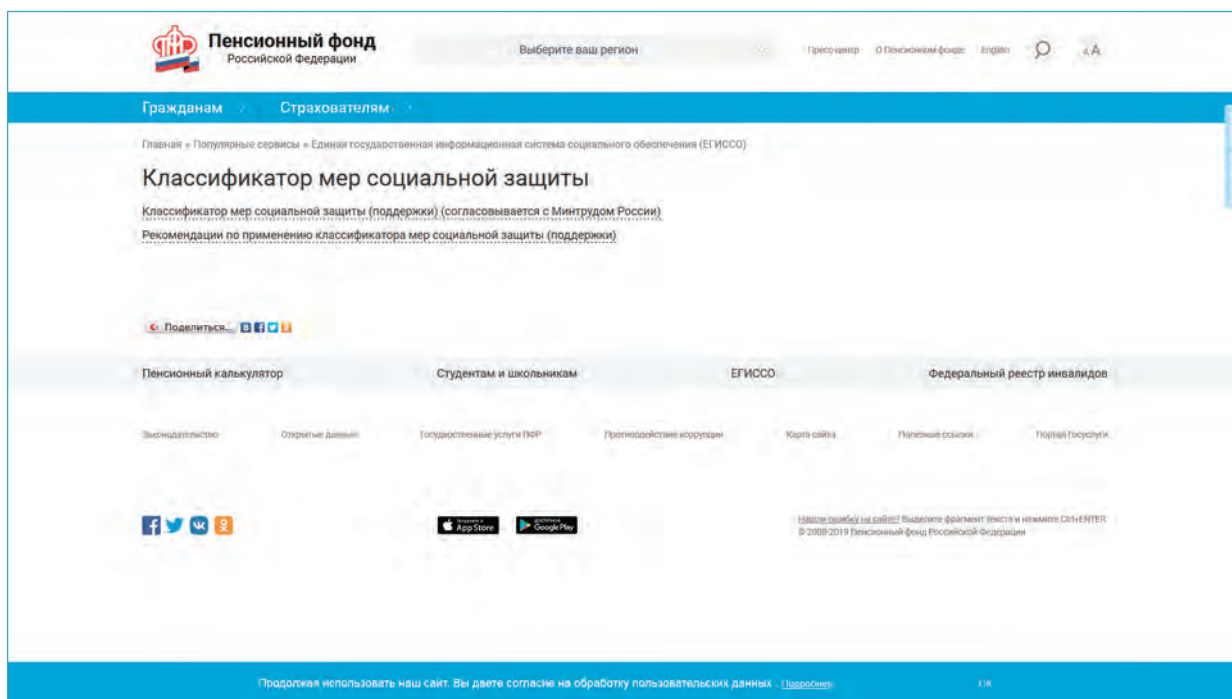 Пенсионный фонд
Российской Федерации
Выберите ваш регион
Пресс-центр О Пенсионном фонде English
A A
Гражданам Страхователям
Главная » Популярные сервисы » Единая государственная информационная система социального обеспечения (ЕГИССО)
Классификатор мер социальной защиты
Классификатор мер социальной защиты (поддержки) (согласовывается с Минтрудом России)
Рекомендации по применению классификатора мер социальной защиты (поддержки)
Поделиться...
Пенсионный калькулятор Студентам и школьникам ЕГИССО Федеральный реестр инвалидов
Законодательство Открытые данные Государственные услуги ПФР Противодействие коррупции Карта сайта Полезные ссылки Портал Госуслуги
Загрузите в App Store
ДОСТУПНО В Google Play
Нашли ошибку на сайте? Выделите фрагмент текста и нажмите Ctrl+ENTER
© 2008-2019 Пенсионный фонд Российской Федерации
Продолжая использовать наш сайт. Вы даете согласие на обработку пользовательских данных. Подробнее OK